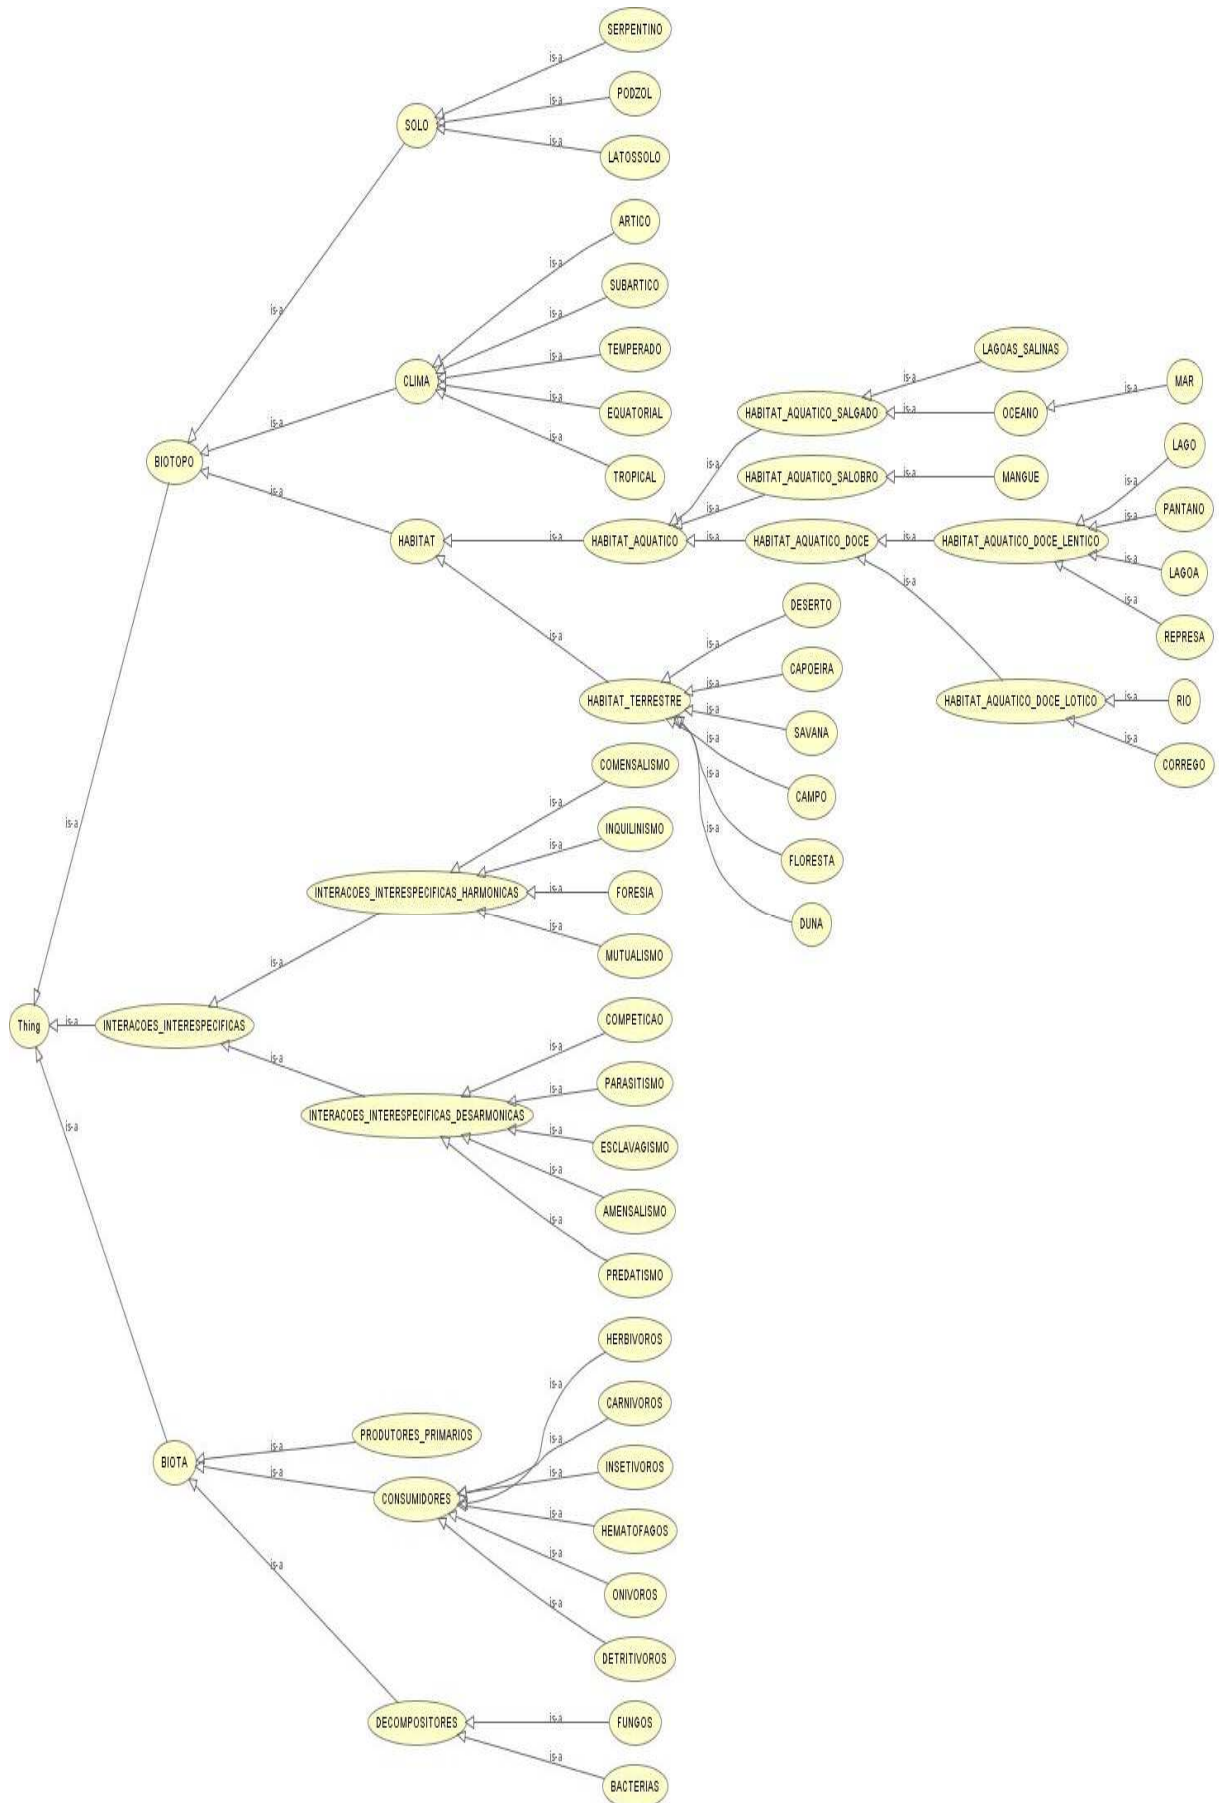 SERPENTINO
is-a
PODZOL
is-a
SOLO
is-a
LATOSSOLO
ARTICO
is-a
SUBARTICO
is-a
is-a
TEMPERADO
is-a
LAGOAS_SALINAS
CLIMA
is-a
MAR
is-a
is-a
EQUATORIAL
HABITAT_AQUATICO_SALGADO
is-a
OCEANO
is-a
is-a
LAGO
BIOTOPO
is-a
is-a
TROPICAL
HABITAT_AQUATICO_SALOBRO
is-a
MANGUE
is-a
is-a
is-a
PANTANO
is-a
HABITAT
is-a
HABITAT_AQUATICO
is-a
HABITAT_AQUATICO_DOCE
is-a
HABITAT_AQUATICO_DOCE_LENTICO
is-a
LAGOA
is-a
DESERTO
is-a
is-a
REPRESA
is-a
CAPOEIRA
is-a
HABITAT_TERRESTRE
HABITAT_AQUATICO_DOCE_LOTICO
is-a
RIO
is-a
SAVANA
is-a
is-a
COMENSALISMO
is-a
CORREGO
is-a
CAMPO
is-a
is-a
INQUILINISMO
is-a
FLORESTA
INTERACOES_INTERESPECIFICAS_HARMONICAS
is-a
FORESIA
DUNA
is-a
MUTUALISMO
is-a
COMPETICAO
Thing
is-a
INTERACOES_INTERESPECIFICAS
is-a
is-a
PARASITISMO
is-a
INTERACOES_INTERESPECIFICAS_DESARMONICAS
is-a
is-a
ESCLAVAGISMO
is-a
AMENSALISMO
is-a
PREDATISMO
HERBIVOROS
is-a
CARNIVOROS
PRODUTORES_PRIMARIOS
is-a
is-a
BIOTA
is-a
is-a
INSETIVOROS
CONSUMIDORES
is-a
HEMATOFAGOS
is-a
is-a
ONIVOROS
is-a
DETRITIVOROS
DECOMPOSITORES
is-a
FUNGOS
is-a
BACTERIAS